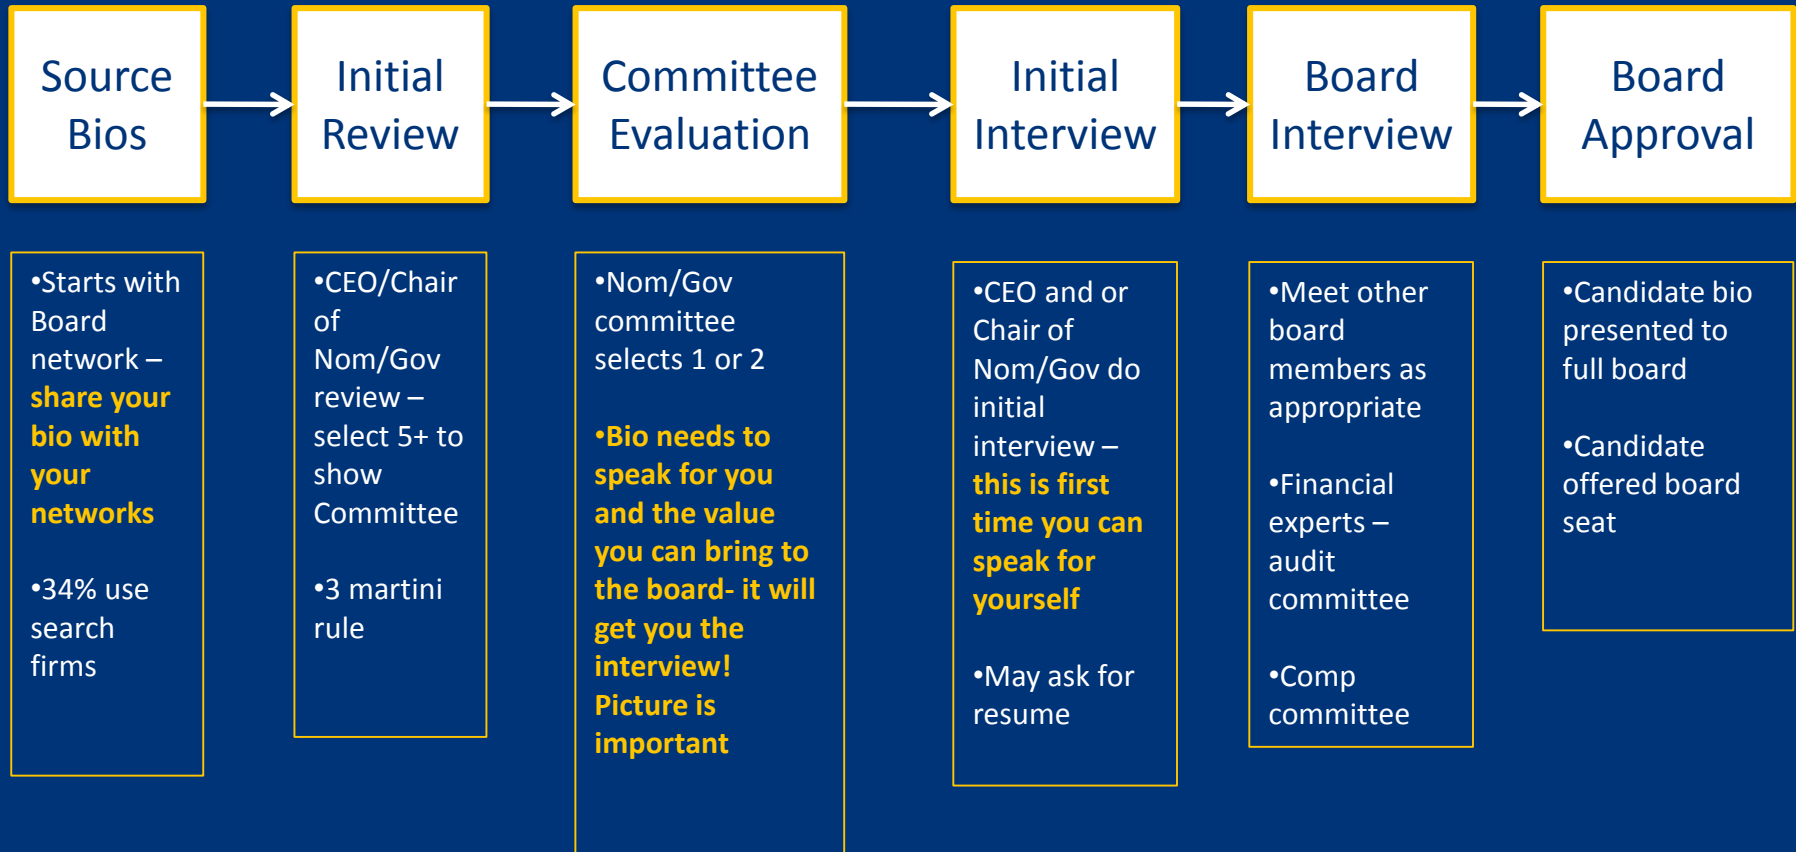 Source
Bios
Initial
Review
Committee
Evaluation
Initial
Interview
Board
Interview
Board
Approval
•Starts with
Board
network –
share your
bio with
your
networks
•34% use
search
firms
•CEO/Chair
of
Nom/Gov
review –
select 5+ to
show
Committee
•3 martini
rule
•Nom/Gov
committee
selects 1 or 2
•Bio needs to
speak for you
and the value
you can bring to
the board- it will
get you the
interview!
Picture is
important
•CEO and or
Chair of
Nom/Gov do
initial
interview –
this is first
time you can
speak for
yourself
•May ask for
resume
•Meet other
board
members as
appropriate
•Financial
experts –
audit
committee
•Comp
committee
•Candidate bio
presented to
full board
•Candidate
offered board
seat